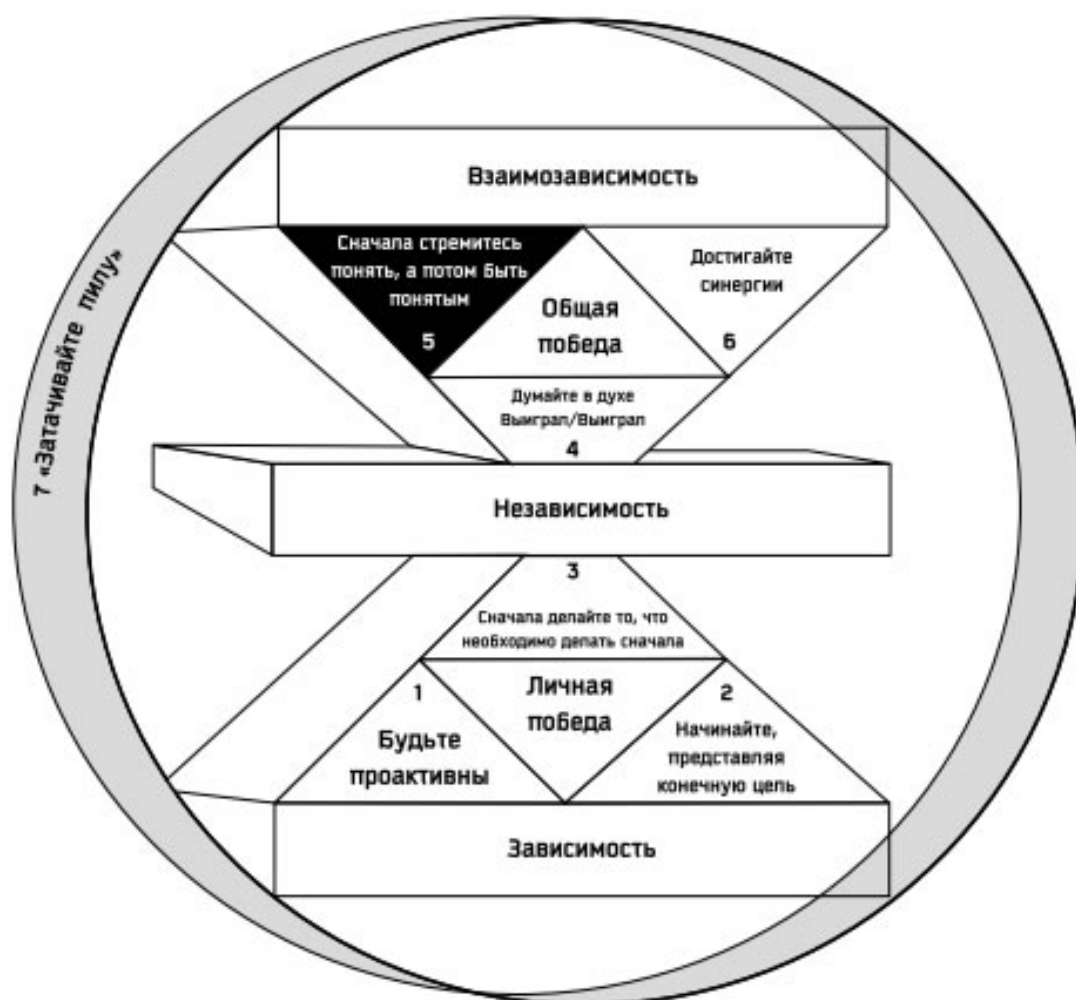 Взаимозависимость
Сначала стремитесь
понять, а потом быть
понятым
5
Общая
победа
Достигайте
синергии
6
Думайте в духе
Выиграл/Выиграл
4
7 «Затачивайте пилу»
Независимость
3
Сначала делайте то, что
необходимо делать сначала
1
Будьте
проактивны
Личная
победа
2
Начинайте,
представляя
конечную цель
Зависимость